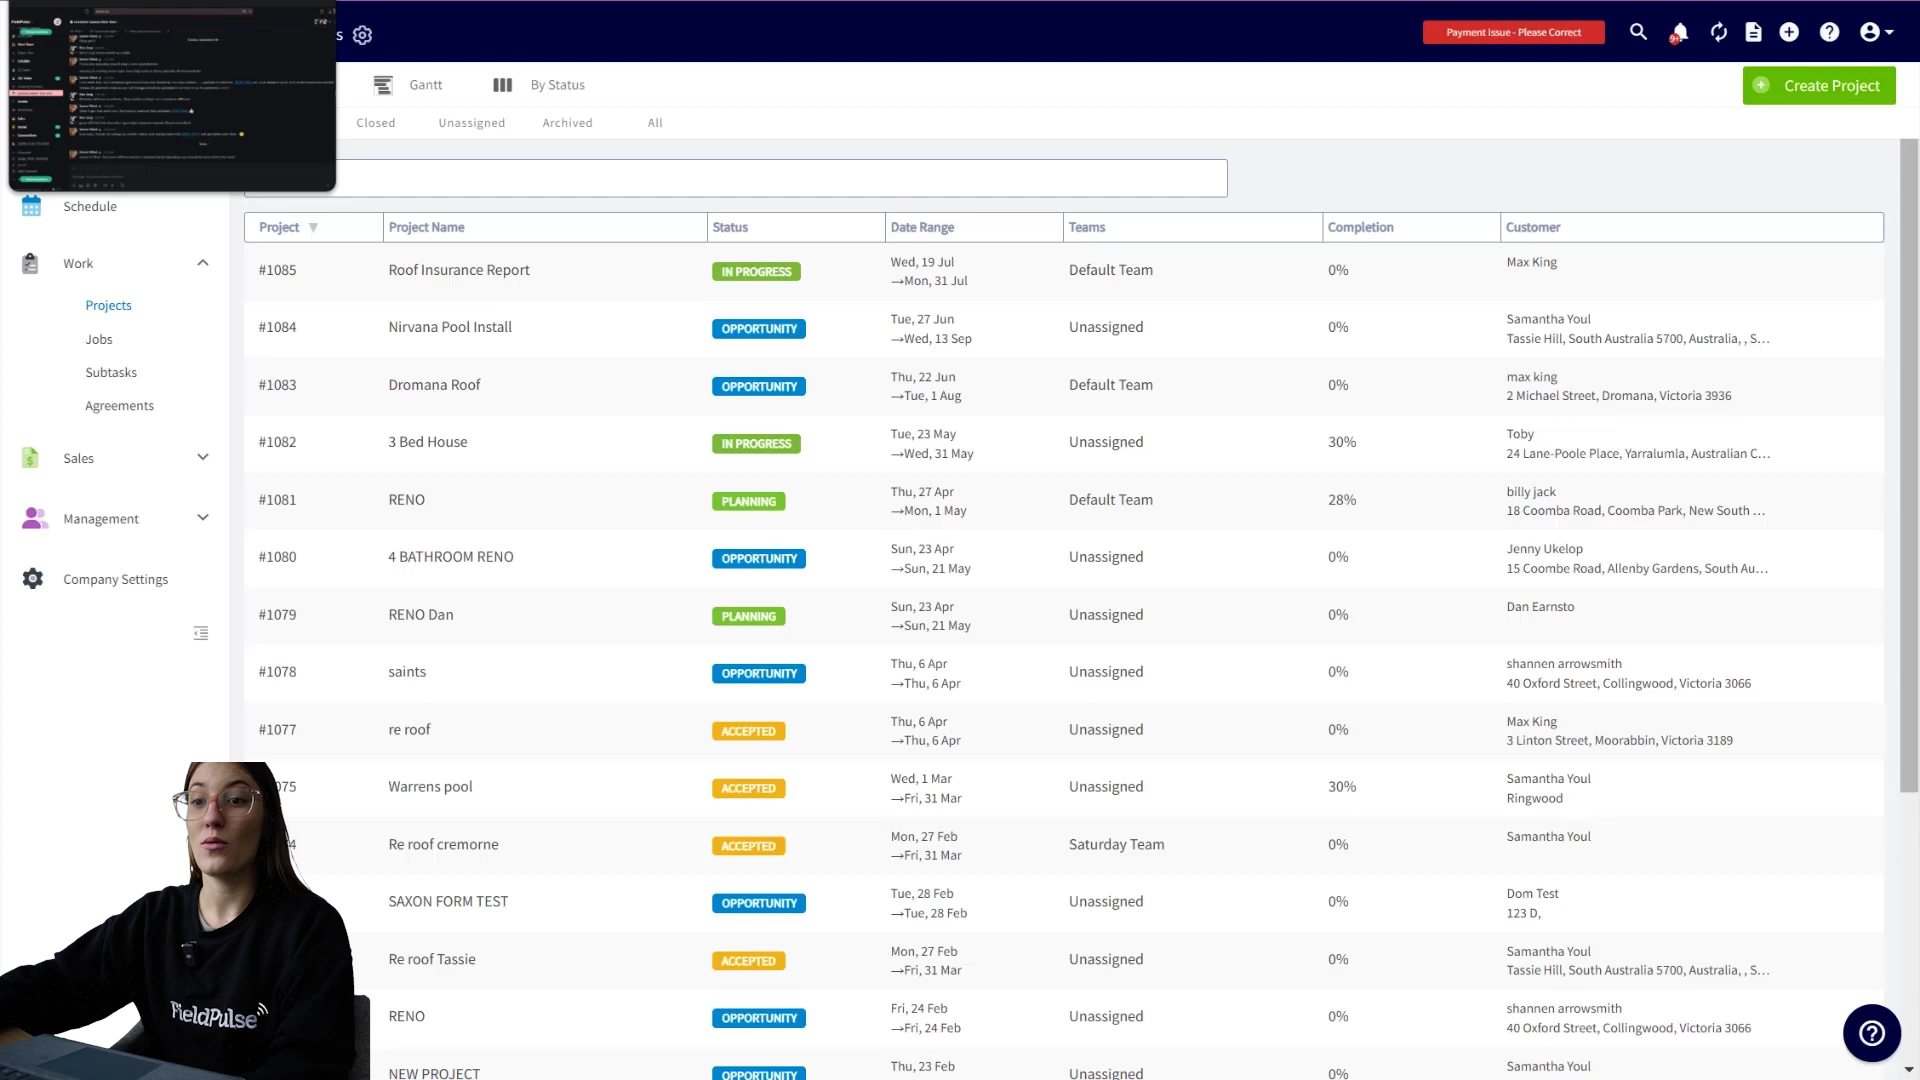 s
Payment Issue - Please Correct
9+
Gantt
By Status
Create Project
Closed
Unassigned
Archived
All
Schedule
Work
Projects
Jobs
Subtasks
Agreements
Sales
Management
Company Settings
Project
Project Name
Status
Date Range
Teams
Completion
Customer
#1085
Roof Insurance Report
IN PROGRESS
Wed, 19 Jul
→Mon, 31 Jul
Default Team
0%
Max King
#1084
Nirvana Pool Install
OPPORTUNITY
Tue, 27 Jun
→Wed, 13 Sep
Unassigned
0%
Samantha Youl
Tassie Hill, South Australia 5700, Australia, , S...
#1083
Dromana Roof
OPPORTUNITY
Thu, 22 Jun
→Tue, 1 Aug
Default Team
0%
max king
2 Michael Street, Dromana, Victoria 3936
#1082
3 Bed House
IN PROGRESS
Tue, 23 May
→Wed, 31 May
Unassigned
30%
Toby
24 Lane-Poole Place, Yarralumla, Australian C...
#1081
RENO
PLANNING
Thu, 27 Apr
→Mon, 1 May
Default Team
28%
billy jack
18 Coomba Road, Coomba Park, New South ...
#1080
4 BATHROOM RENO
OPPORTUNITY
Sun, 23 Apr
→Sun, 21 May
Unassigned
0%
Jenny Ukelop
15 Coombe Road, Allenby Gardens, South Au...
#1079
RENO Dan
PLANNING
Sun, 23 Apr
→Sun, 21 May
Unassigned
0%
Dan Earnsto
#1078
saints
OPPORTUNITY
Thu, 6 Apr
→Thu, 6 Apr
Unassigned
0%
shannen arrowsmith
40 Oxford Street, Collingwood, Victoria 3066
#1077
re roof
ACCEPTED
Thu, 6 Apr
→Thu, 6 Apr
Unassigned
0%
Max King
3 Linton Street, Moorabbin, Victoria 3189
075
Warrens pool
ACCEPTED
Wed, 1 Mar
→Fri, 31 Mar
Unassigned
30%
Samantha Youl
Ringwood
4
Re roof cremorne
ACCEPTED
Mon, 27 Feb
→Fri, 31 Mar
Saturday Team
0%
Samantha Youl
SAXON FORM TEST
OPPORTUNITY
Tue, 28 Feb
→Tue, 28 Feb
Unassigned
0%
Dom Test
123 D,
Re roof Tassie
ACCEPTED
Mon, 27 Feb
→Fri, 31 Mar
Unassigned
0%
Samantha Youl
Tassie Hill, South Australia 5700, Australia, , S...
RENO
OPPORTUNITY
Fri, 24 Feb
→Fri, 24 Feb
Unassigned
0%
shannen arrowsmith
40 Oxford Street, Collingwood, Victoria 3066
NEW PROJECT
OPPORTUNITY
Thu, 23 Feb
Unassigned
0%
Samantha Youl
FieldPulse